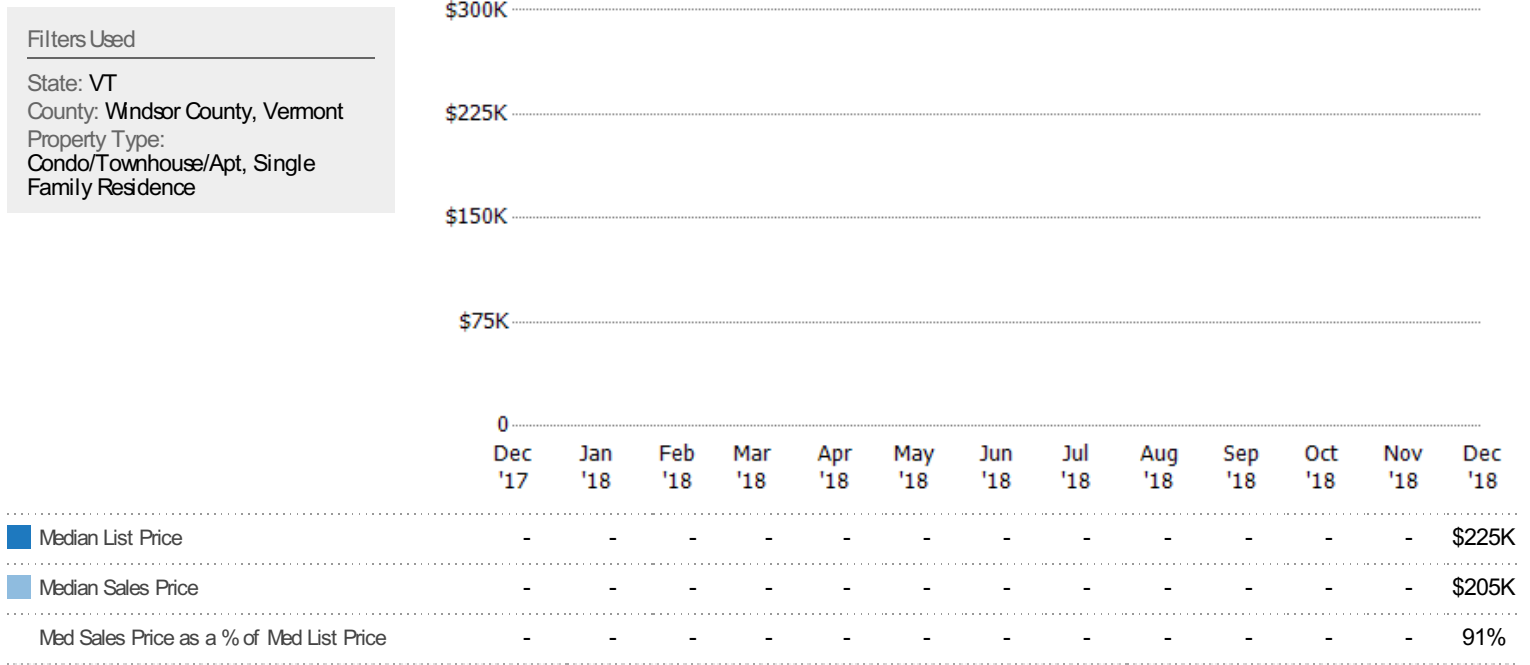 Filters Used
State: VT
County: Windsor County, Vermont
Property Type:
Condo/Townhouse/Apt, Single
Family Residence
$300K
$225K
$150K
$75K
0
Dec Jan Feb Mar Apr May Jun Jul Aug Sep Oct Nov Dec
'17 '18 '18 '18 '18 '18 '18 '18 '18 '18 '18 '18 '18
Median List Price - - - - - - - - - - - - $225K
Median Sales Price - - - - - - - - - - - - $205K
Med Sales Price as a % of Med List Price - - - - - - - - - - - - 91%